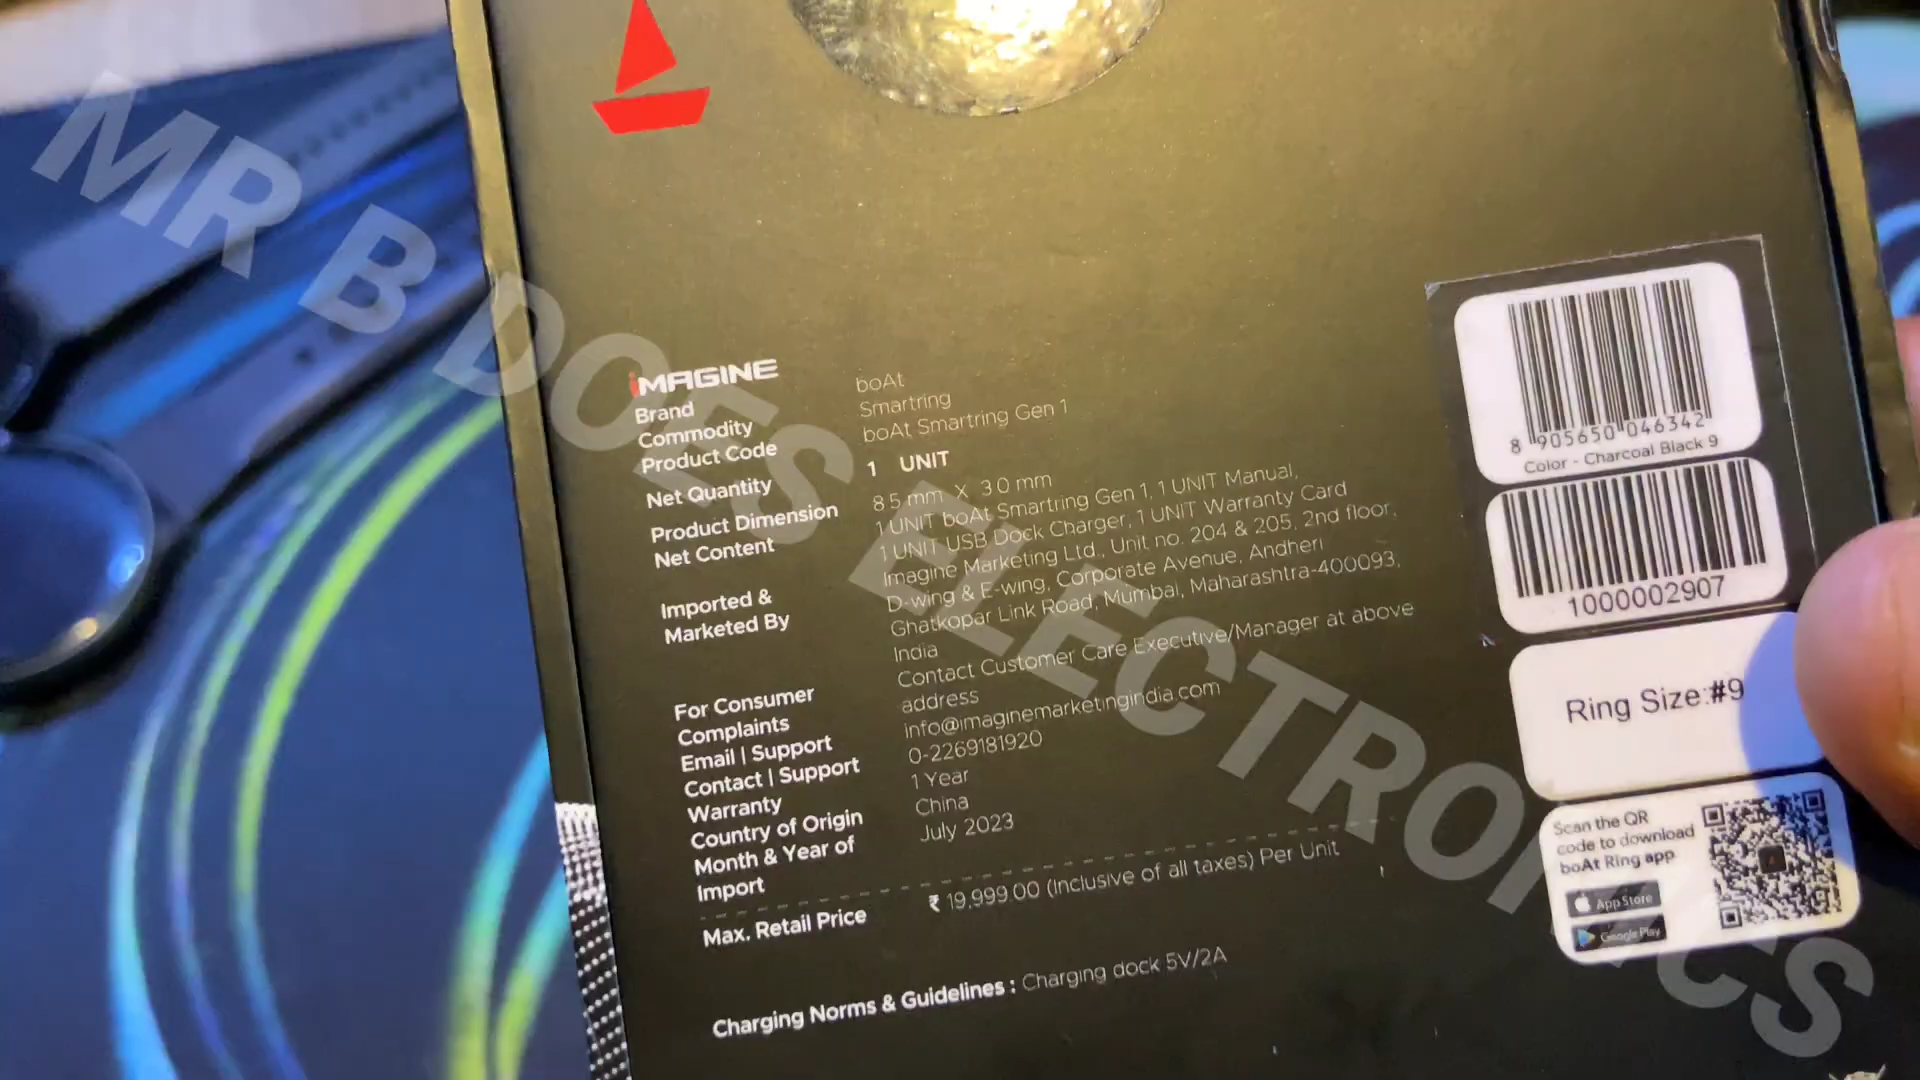 MR B DOES ELECTRONICS
iMAGINE
Brand boAt
Commodity Smartring
Product Code boAt Smartring Gen 1
Net Quantity 1 UNIT
Product Dimension 8.5 mm X 3.0 mm
Net Content 1 UNIT boAt Smartring Gen 1, 1 UNIT Manual,
1 UNIT USB Dock Charger, 1 UNIT Warranty Card
Imported & Marketed By Imagine Marketing Ltd., Unit no. 204 & 205, 2nd floor,
D-wing & E-wing, Corporate Avenue, Andheri
Ghatkopar Link Road, Mumbai, Maharashtra-400093,
India
For Consumer Complaints Contact Customer Care Executive/Manager at above
address
Email | Support info@imaginemarketingindia.com
Contact | Support 0-2269181920
Warranty 1 Year
Country of Origin China
Month & Year of Import July 2023
Max. Retail Price ₹ 19,999.00 (Inclusive of all taxes) Per Unit
Charging Norms & Guidelines : Charging dock 5V/2A
8 905650 046342
Color - Charcoal Black 9
1000002907
Ring Size:#9
Scan the QR
code to download
boAt Ring app
App Store
Google Play